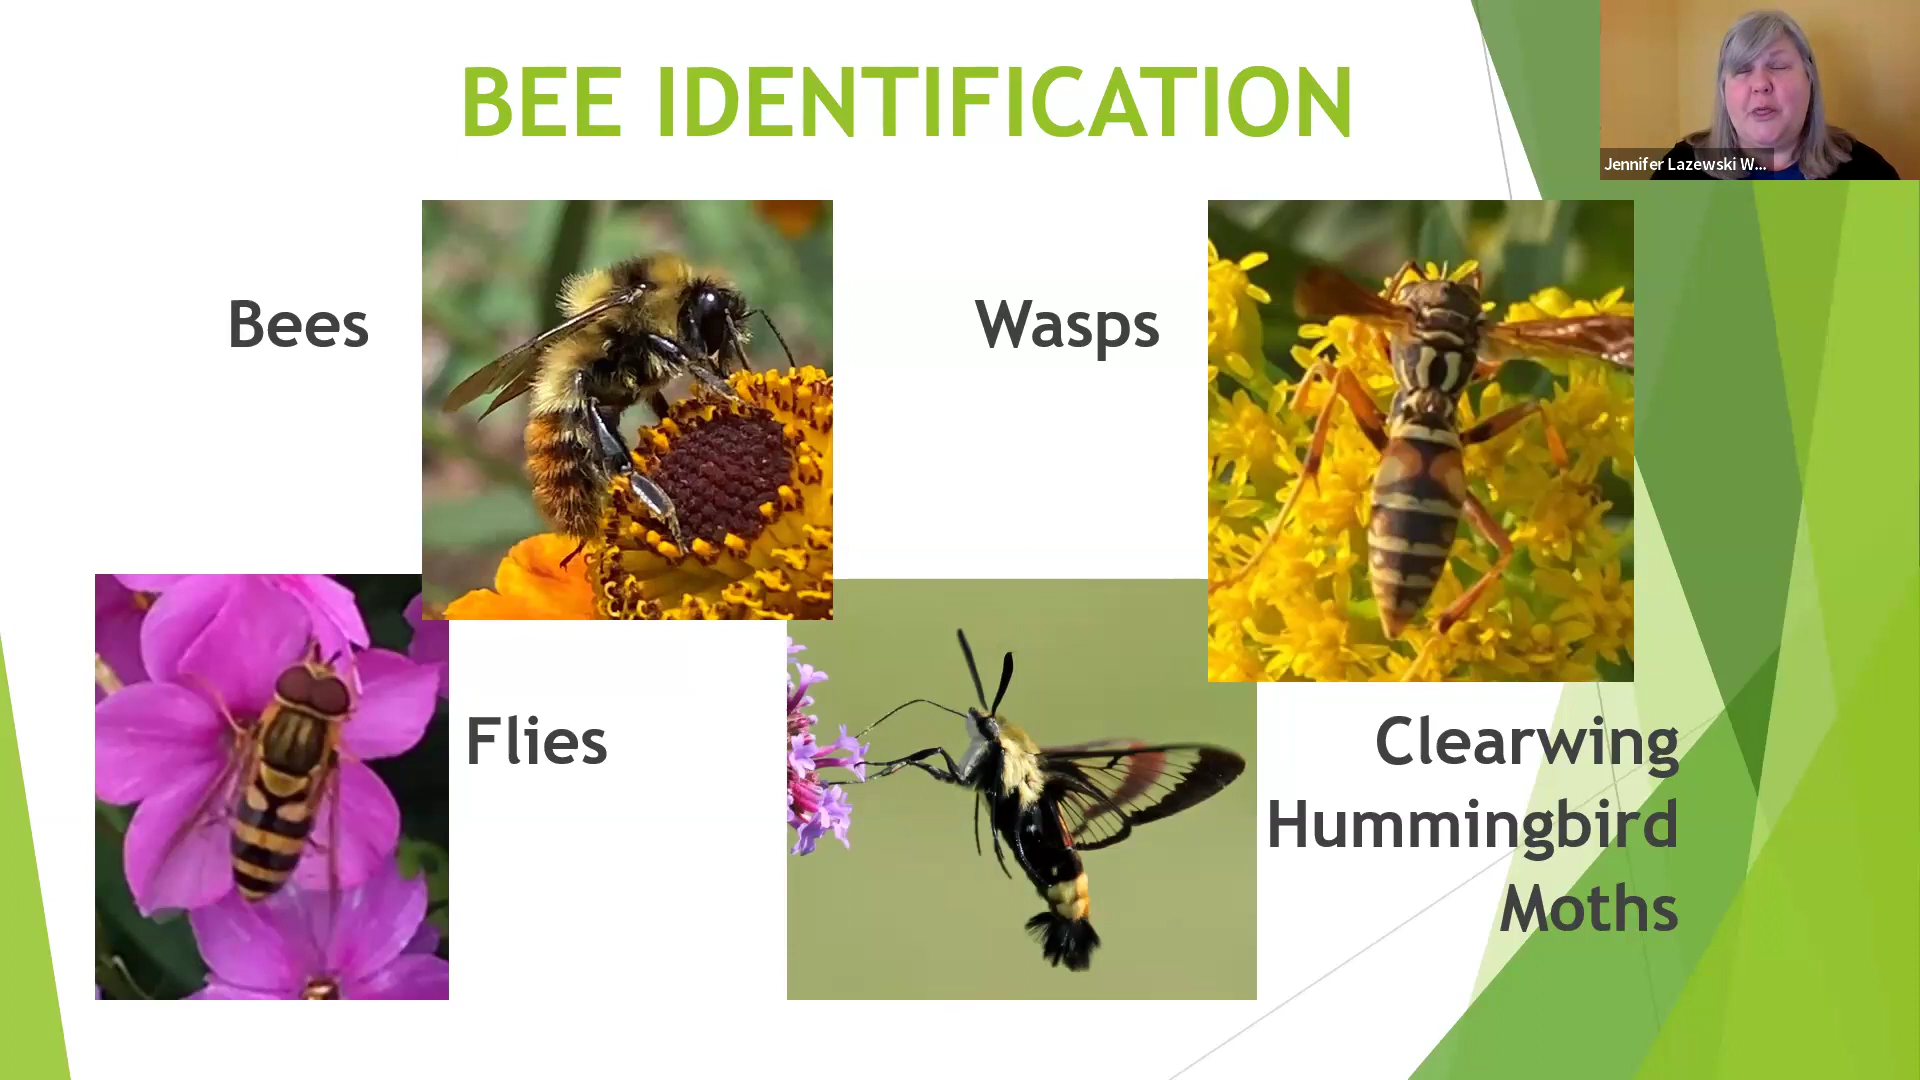 BEE IDENTIFICATION
Jennifer Lazewski W...
Bees
Wasps
Flies
Clearwing
Hummingbird
Moths